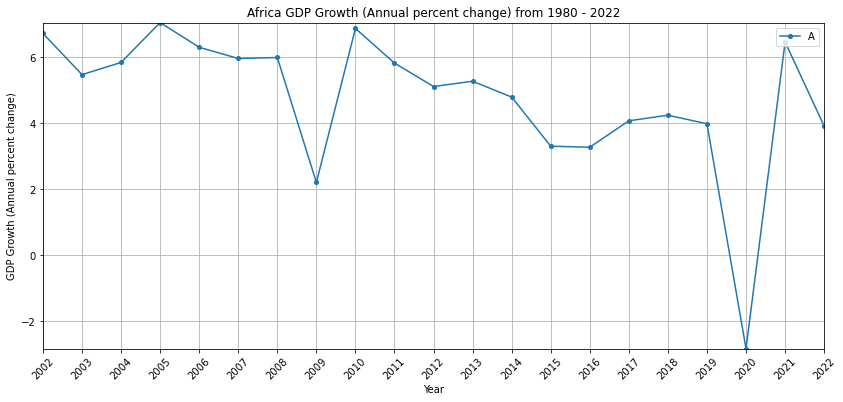 Africa GDP Growth (Annual percent change) from 1980 - 2022
A
GDP Growth (Annual percent change)
6
4
2
0
−2
2002 2003 2004 2005 2006 2007 2008 2009 2010 2011 2012 2013 2014 2015 2016 2017 2018 2019 2020 2021 2022
Year